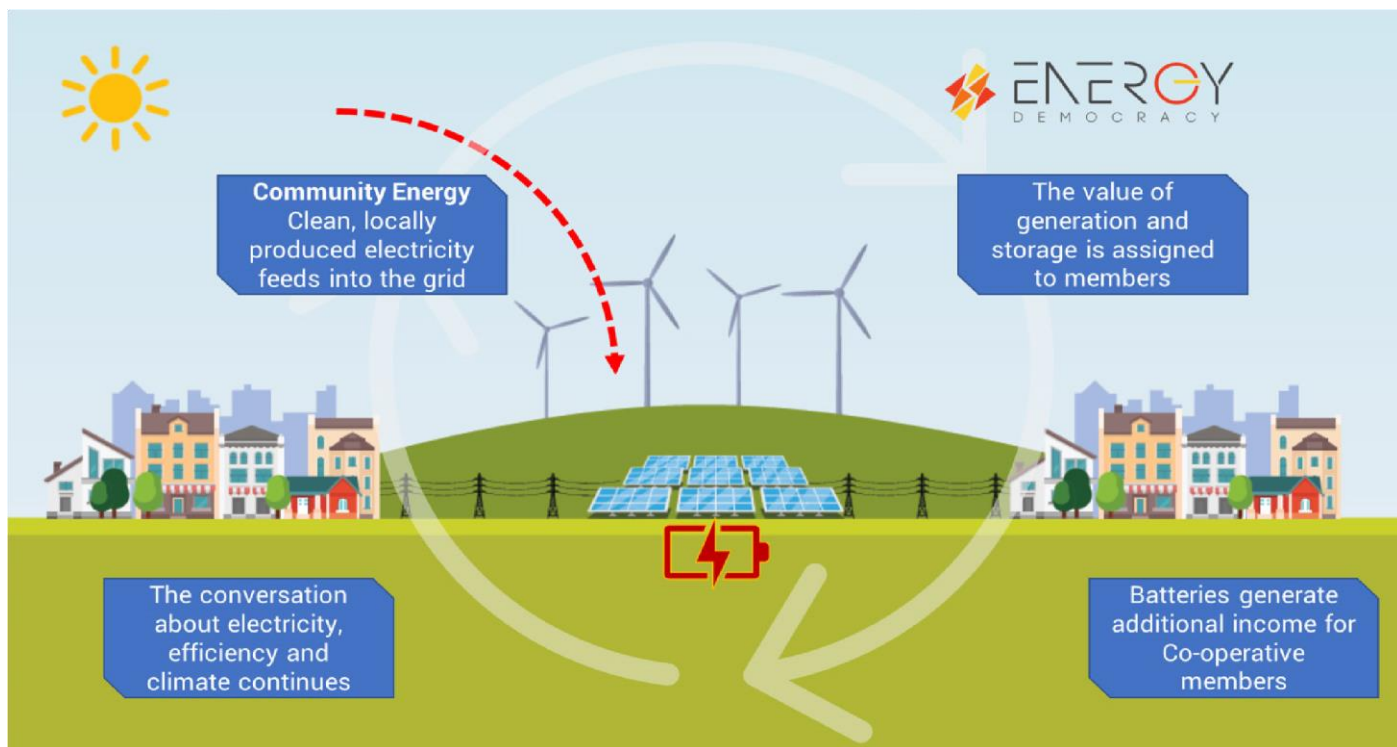 ENERGY
DEMOCRACY
Community Energy
Clean, locally
produced electricity
feeds into the grid
The value of
generation and
storage is assigned
to members
The conversation
about electricity,
efficiency and
climate continues
Batteries generate
additional income for
Co-operative
members